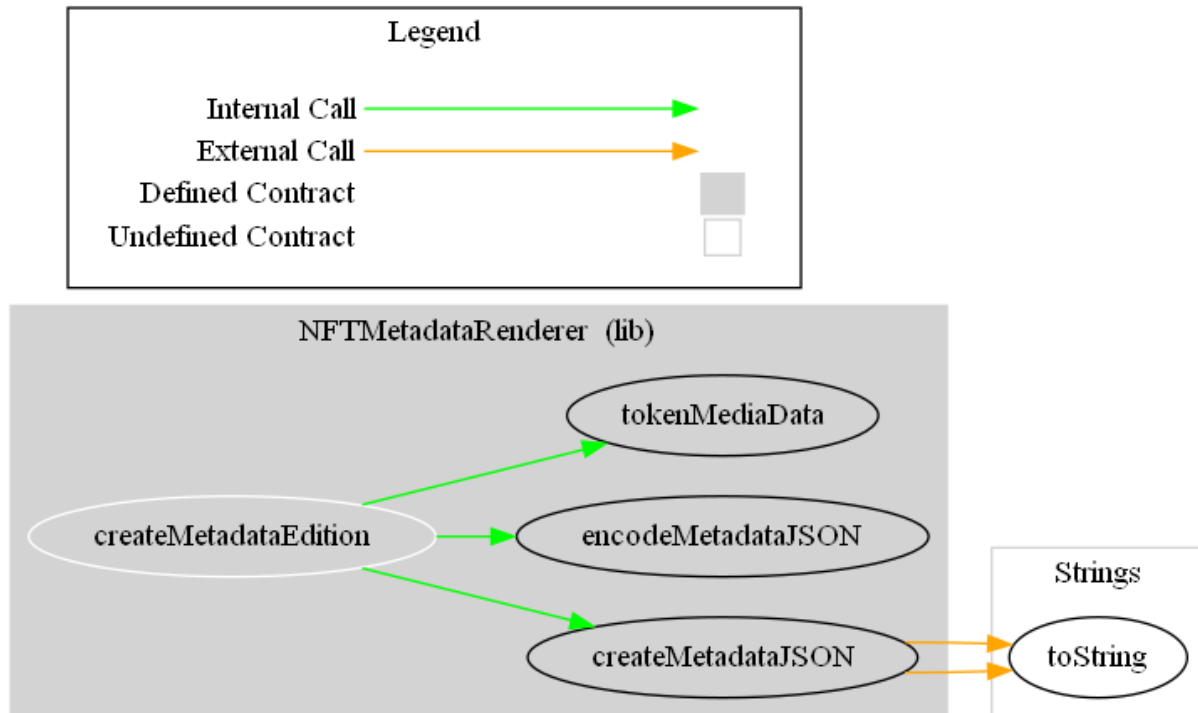 Legend
Internal Call
External Call
Defined Contract
Undefined Contract
NFTMetadataRenderer (lib)
tokenMediaData
createMetadataEdition
encodeMetadataJSON
Strings
createMetadataJSON
toString